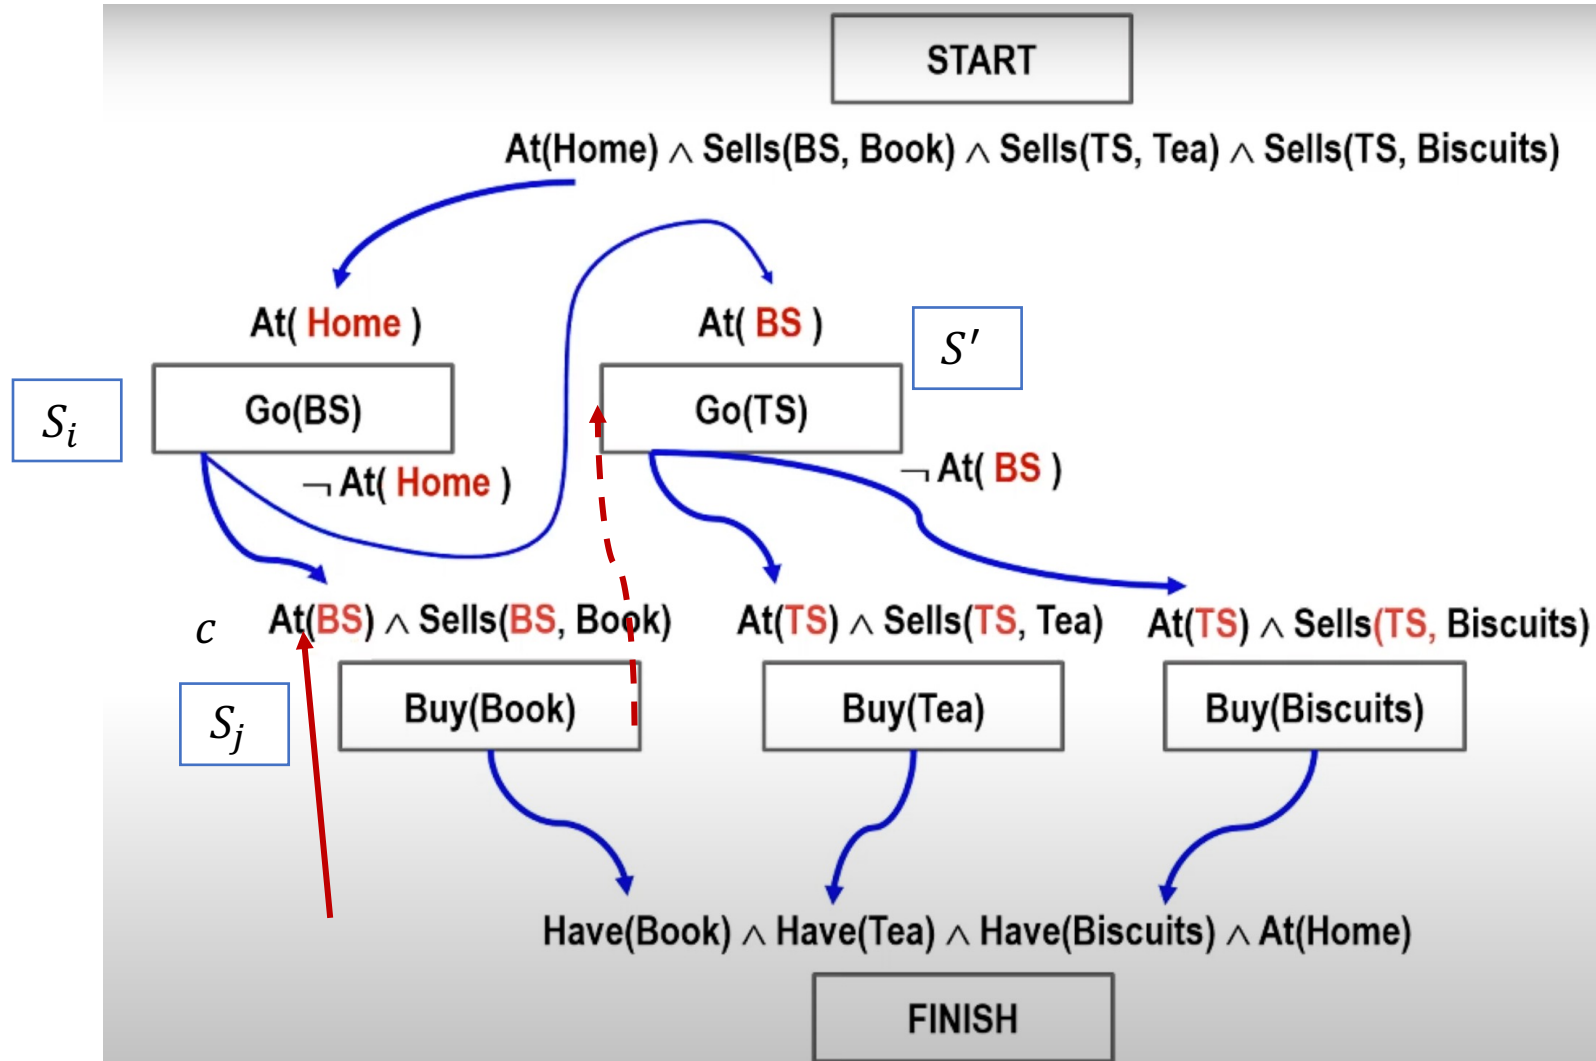 START
At(Home) ∧ Sells(BS, Book) ∧ Sells(TS, Tea) ∧ Sells(TS, Biscuits)
At( Home )
At( BS )
S′
Go(BS)
Go(TS)
S_i
¬ At( Home )
¬ At( BS )
c
At(BS) ∧ Sells(BS, Book)
At(TS) ∧ Sells(TS, Tea)
At(TS) ∧ Sells(TS, Biscuits)
S_j
Buy(Book)
Buy(Tea)
Buy(Biscuits)
Have(Book) ∧ Have(Tea) ∧ Have(Biscuits) ∧ At(Home)
FINISH